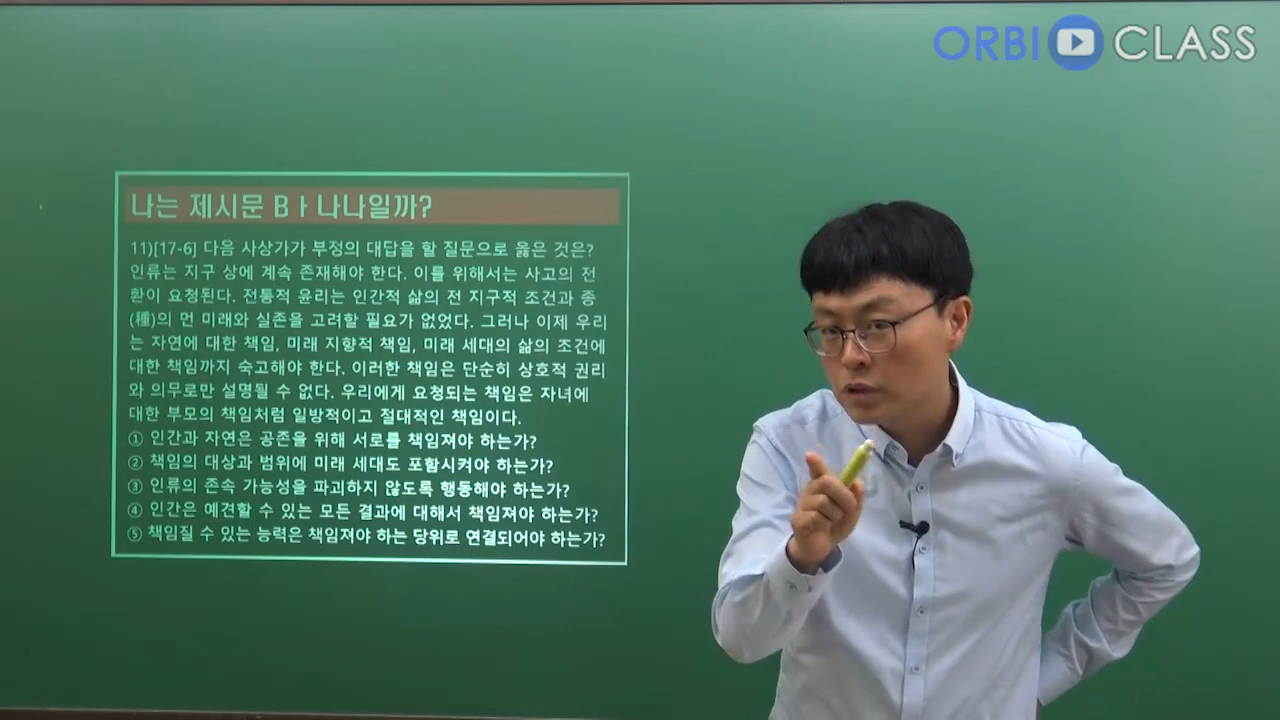 ORBI CLASS
나는 제시문 Bㅏ나나일까?
11)[17-6] 다음 사상가가 부정의 대답을 할 질문으로 옳은 것은?
인류는 지구 상에 계속 존재해야 한다. 이를 위해서는 사고의 전
환이 요청된다. 전통적 윤리는 인간적 삶의 전 지구적 조건과 종
(種)의 먼 미래와 실존을 고려할 필요가 없었다. 그러나 이제 우리
는 자연에 대한 책임, 미래 지향적 책임, 미래 세대의 삶의 조건에
대한 책임까지 숙고해야 한다. 이러한 책임은 단순히 상호적 권리
와 의무로만 설명될 수 없다. 우리에게 요청되는 책임은 자녀에
대한 부모의 책임처럼 일방적이고 절대적인 책임이다.
① 인간과 자연은 공존을 위해 서로를 책임져야 하는가?
② 책임의 대상과 범위에 미래 세대도 포함시켜야 하는가?
③ 인류의 존속 가능성을 파괴하지 않도록 행동해야 하는가?
④ 인간은 예견할 수 있는 모든 결과에 대해서 책임져야 하는가?
⑤ 책임질 수 있는 능력은 책임져야 하는 당위로 연결되어야 하는가?